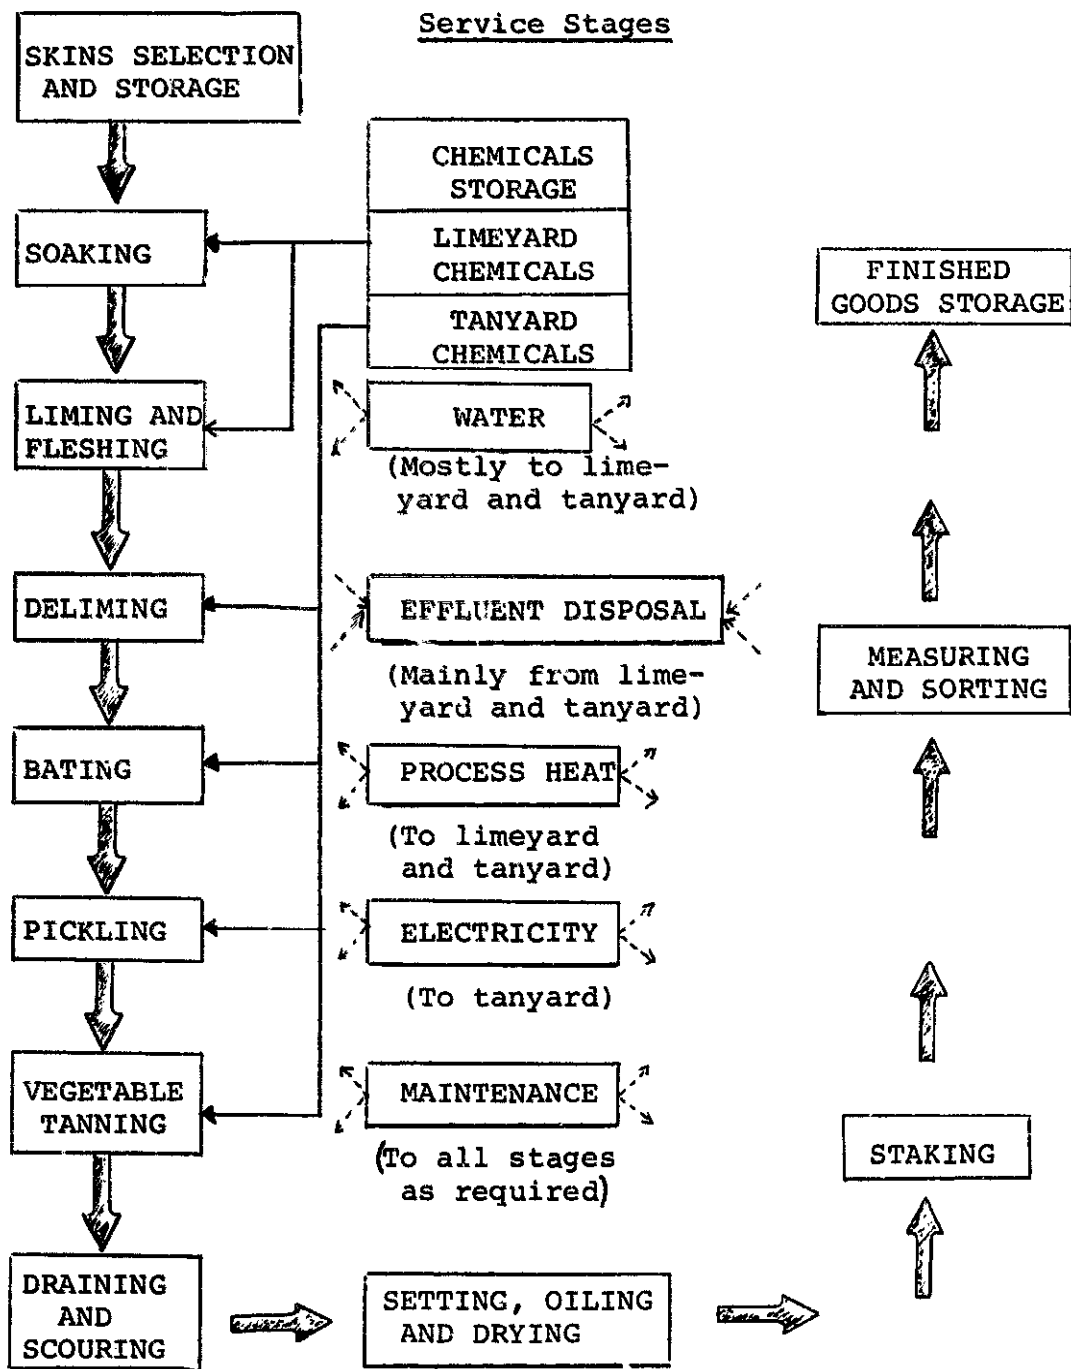 Service Stages
SKINS SELECTION
AND STORAGE
CHEMICALS
STORAGE
LIMEYARD
CHEMICALS
TANYARD
CHEMICALS
SOAKING
LIMING AND
FLESHING
WATER
(Mostly to lime-
yard and tanyard)
DELIMING
EFFLUENT DISPOSAL
(Mainly from lime-
yard and tanyard)
BATING
PROCESS HEAT
(To limeyard
and tanyard)
PICKLING
ELECTRICITY
(To tanyard)
VEGETABLE
TANNING
MAINTENANCE
(To all stages
as required)
DRAINING
AND
SCOURING
SETTING, OILING
AND DRYING
STAKING
MEASURING
AND SORTING
FINISHED
GOODS STORAGE